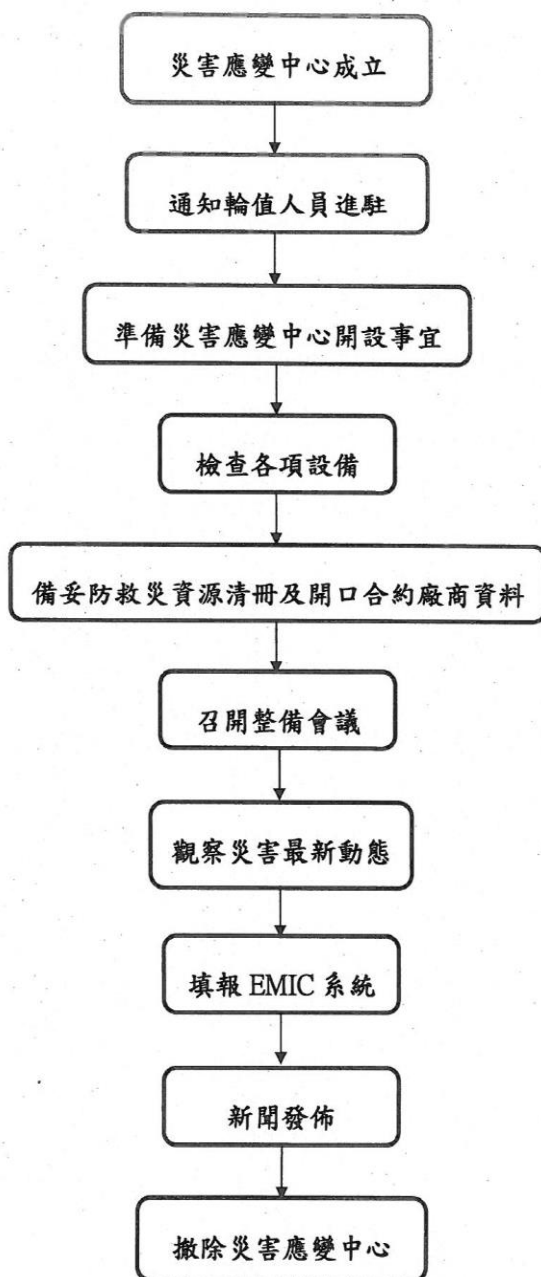 災害應變中心成立
通知輪值人員進駐
準備災害應變中心開設事宜
檢查各項設備
備妥防救災資源清冊及開口合約廠商資料
召開整備會議
觀察災害最新動態
填報 EMIC 系統
新聞發佈
撤除災害應變中心